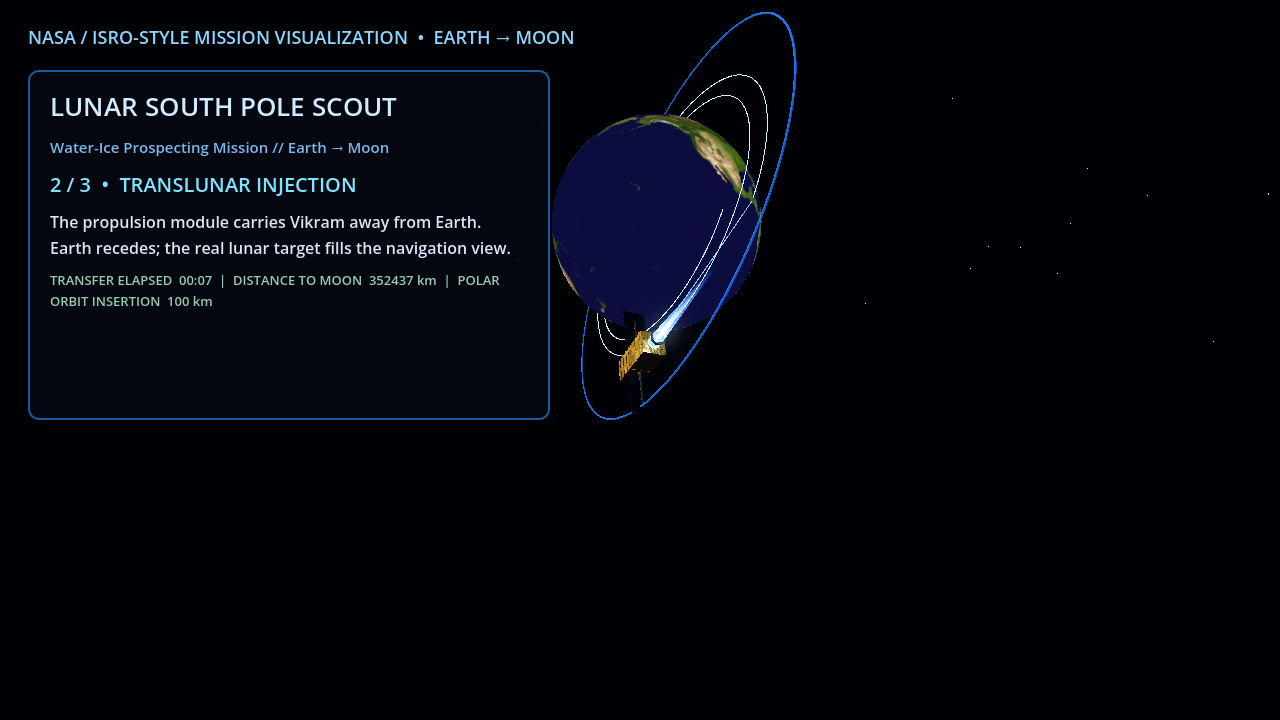 NASA / ISRO-STYLE MISSION VISUALIZATION • EARTH → MOON
LUNAR SOUTH POLE SCOUT
Water-Ice Prospecting Mission // Earth → Moon
2 / 3 • TRANSLUNAR INJECTION
The propulsion module carries Vikram away from Earth.
Earth recedes; the real lunar target fills the navigation view.
TRANSFER ELAPSED 00:07 | DISTANCE TO MOON 352437 km | POLAR
ORBIT INSERTION 100 km